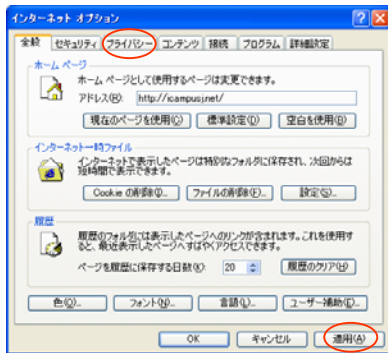 インターネット オプション
全般 セキュリティ プライバシー コンテンツ 接続 プログラム 詳細設定
ホーム ページ
ホーム ページとして使用するページは変更できます。
アドレス(R): http://icampusj.net/
現在のページを使用(C) 標準設定(D) 空白を使用(B)
インターネット一時ファイル
インターネットで表示したページは特別なフォルダに保存され、次回からは
短時間で表示できます。
Cookie の削除(I)... ファイルの削除(F)... 設定(S)...
履歴
履歴のフォルダには表示したページへのリンクが含まれます。これを使用す
ると、最近表示したページへすばやくアクセスできます。
ページを履歴に保存する日数(K): 20 履歴のクリア(H)
色(O)... フォント(N)... 言語(L)... ユーザー補助(E)...
OK キャンセル 適用(A)